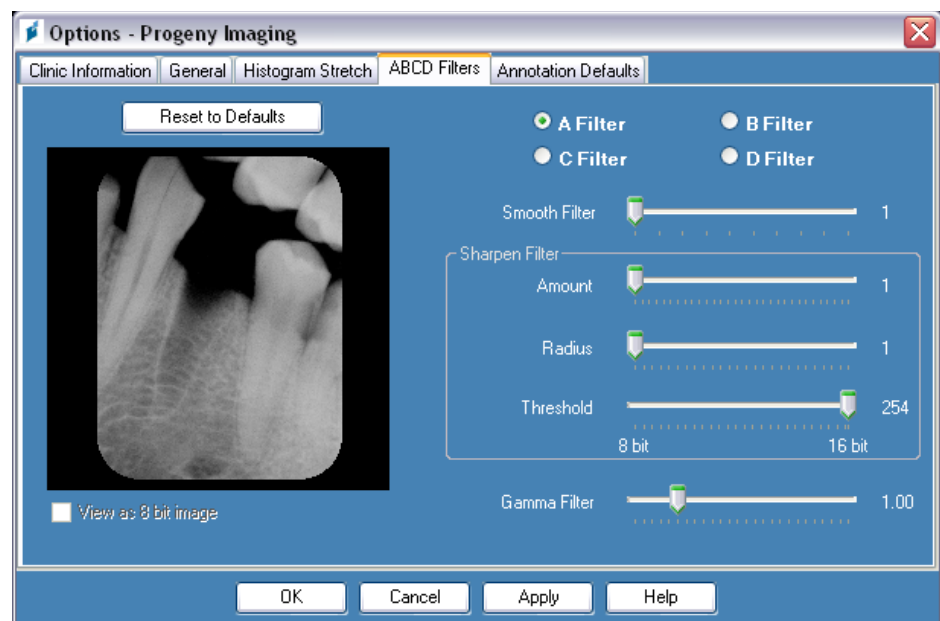 Options - Progeny Imaging
Clinic Information General Histogram Stretch ABCD Filters Annotation Defaults
Reset to Defaults
A Filter B Filter
C Filter D Filter
Smooth Filter 1
Sharpen Filter
Amount 1
Radius 1
Threshold 254
8 bit 16 bit
Gamma Filter 1.00
View as 8 bit image
OK Cancel Apply Help